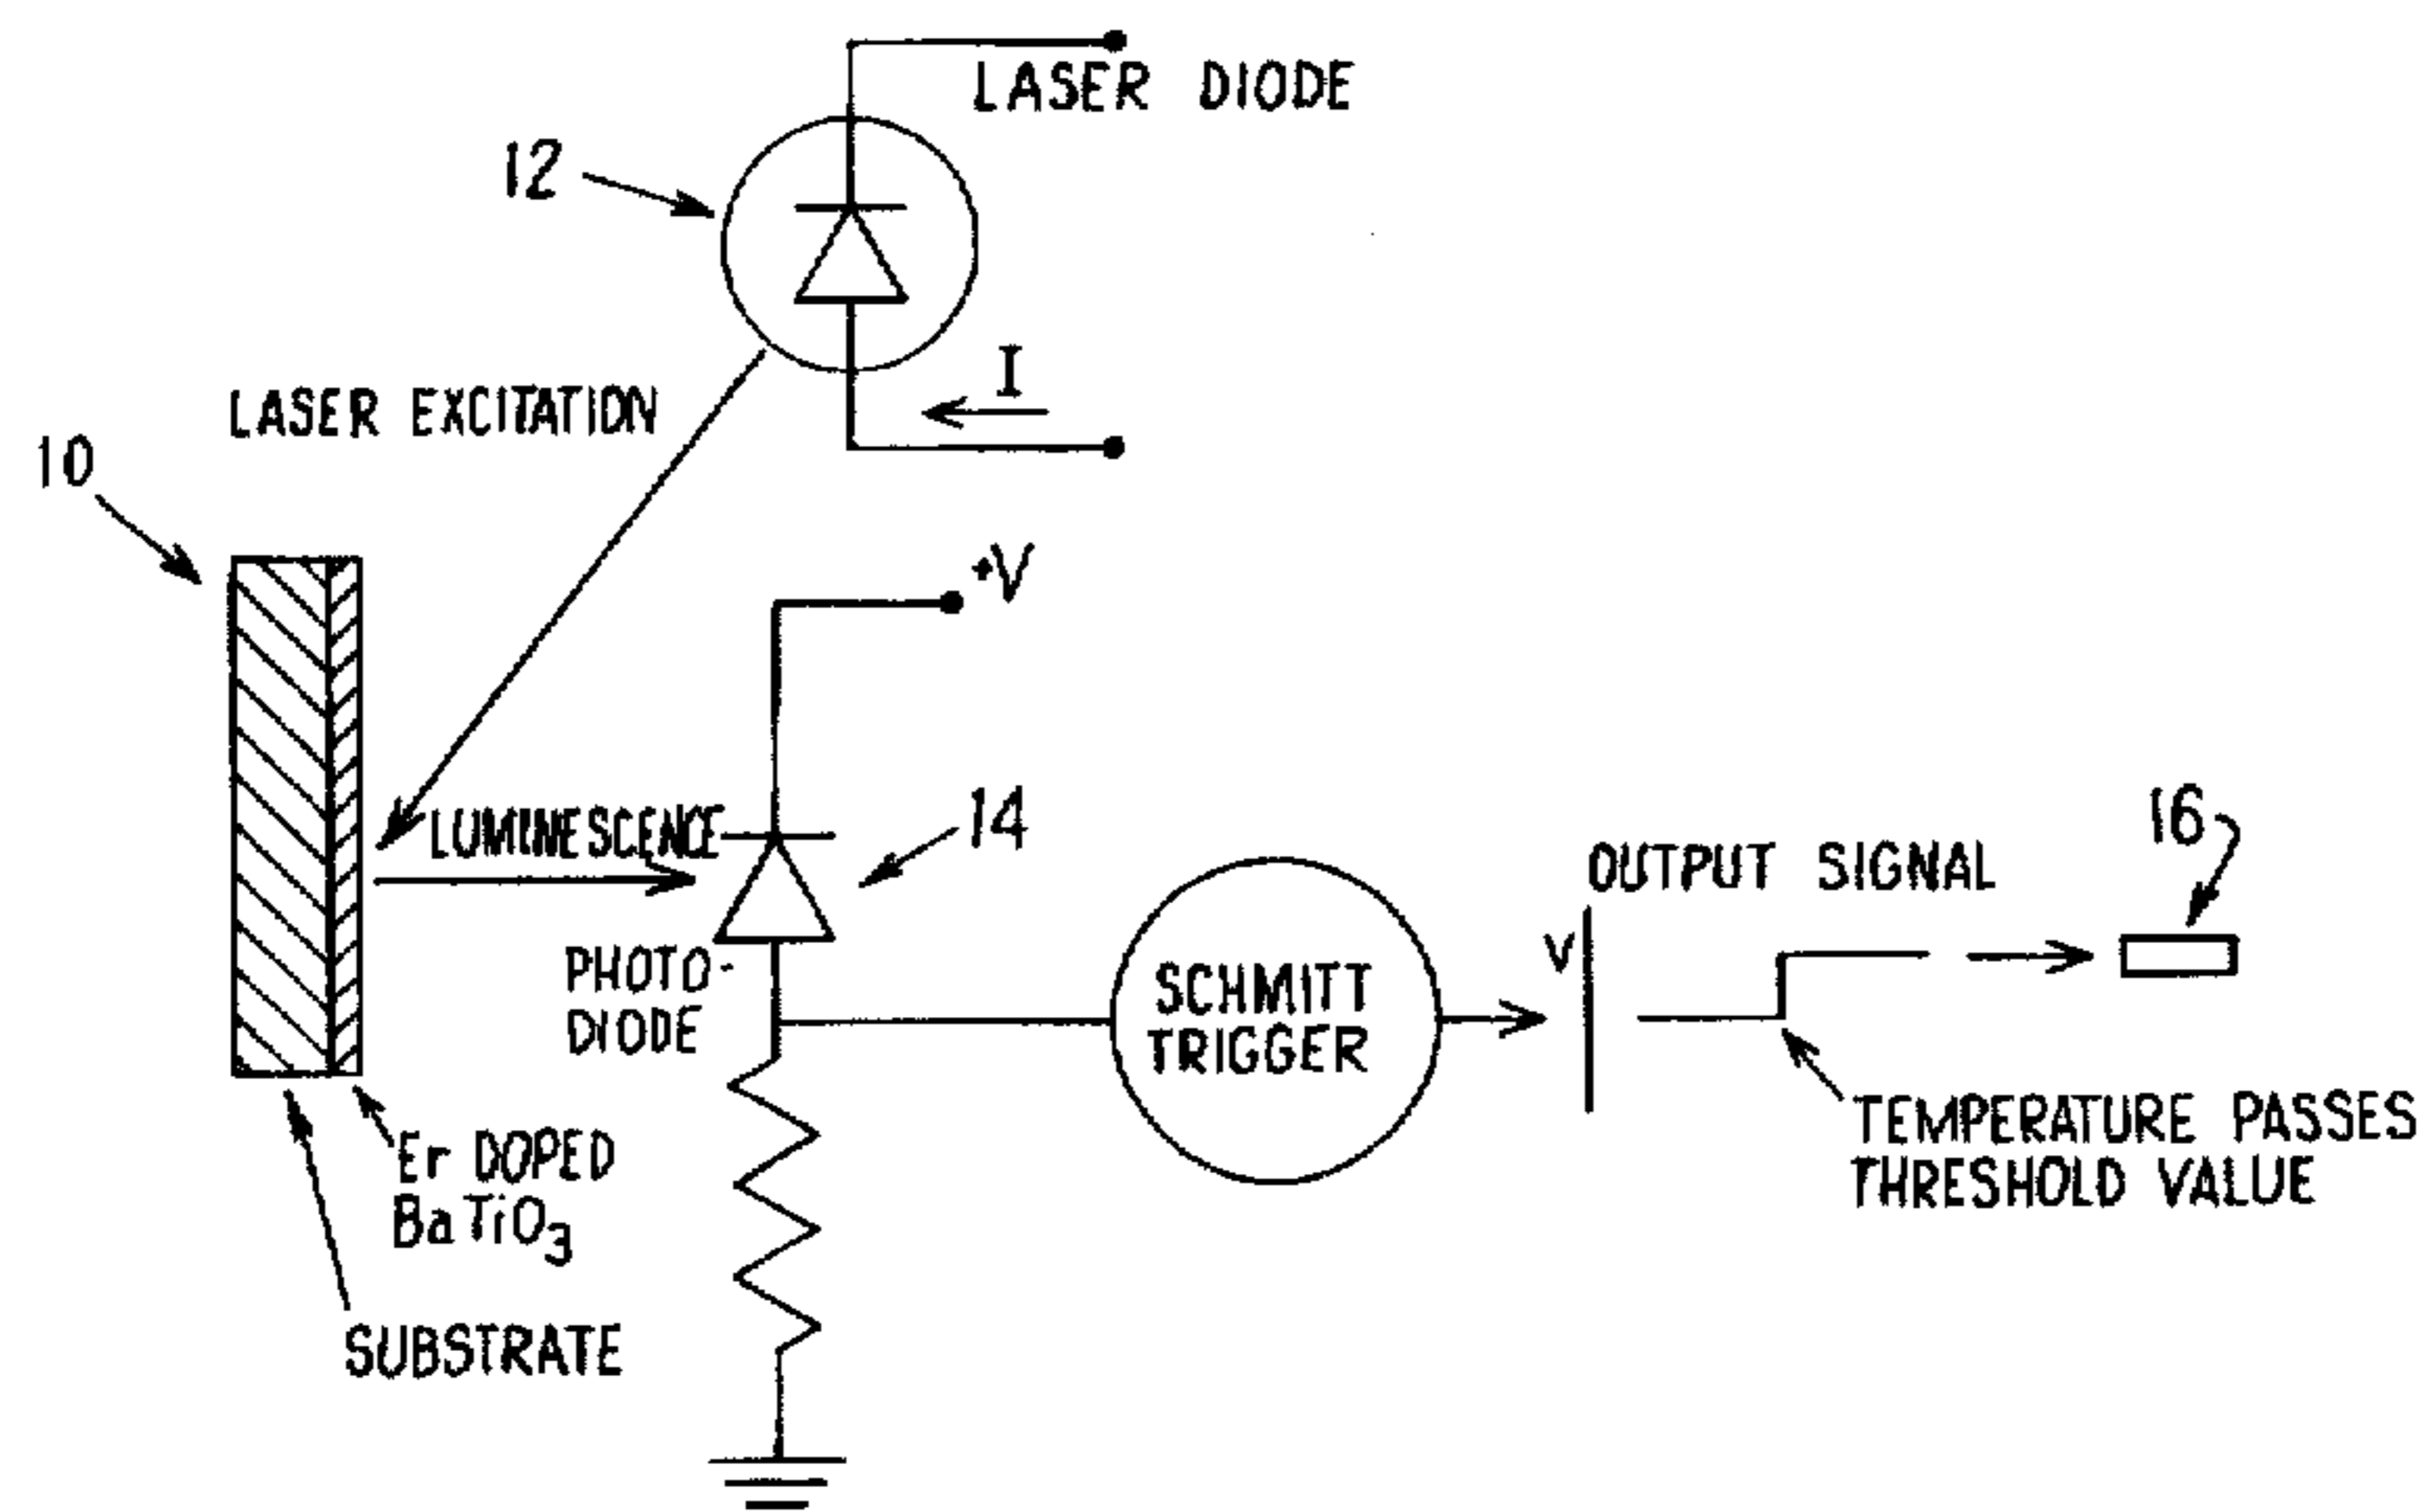 LASER DIODE
12
I
LASER EXCITATION
10
+V
LUMINESCENCE
14
16
OUTPUT SIGNAL
V
PHOTO-
DIODE
SCHMITT
TRIGGER
TEMPERATURE PASSES
THRESHOLD VALUE
Er DOPED
BaTiO3
SUBSTRATE